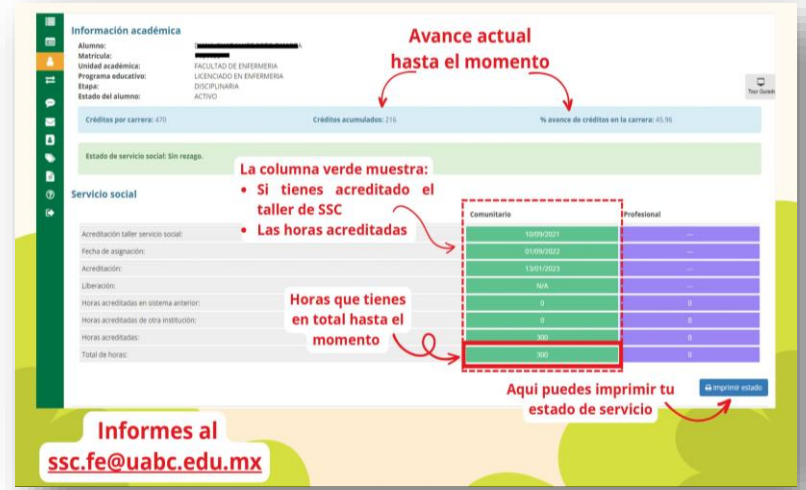 Información académica
Alumno:
Matrícula:
Unidad académica: FACULTAD DE ENFERMERIA
Programa educativo: LICENCIADO EN ENFERMERIA
Etapa: DISCIPLINARIA
Estado del alumno: ACTIVO
Avance actual
hasta el momento
Tour Guiado
Créditos por carrera: 470 Créditos acumulados: 216 % avance de créditos en la carrera: 45.96
Estado de servicio social: Sin rezago.
La columna verde muestra:
• Si tienes acreditado el
taller de SSC
• Las horas acreditadas
Servicio social
Comunitario Profesional
Acreditación taller servicio social: 10/09/2021 ---
Fecha de asignación: 01/09/2022 ---
Acreditación: 13/01/2023 ---
Liberación: N/A ---
Horas acreditadas en sistema anterior: 0 0
Horas acreditadas de otra institución: 0 0
Horas acreditadas: 300 0
Total de horas: 300 0
Horas que tienes
en total hasta el
momento
Imprimir estado
Aqui puedes imprimir tu
estado de servicio
Informes al
ssc.fe@uabc.edu.mx